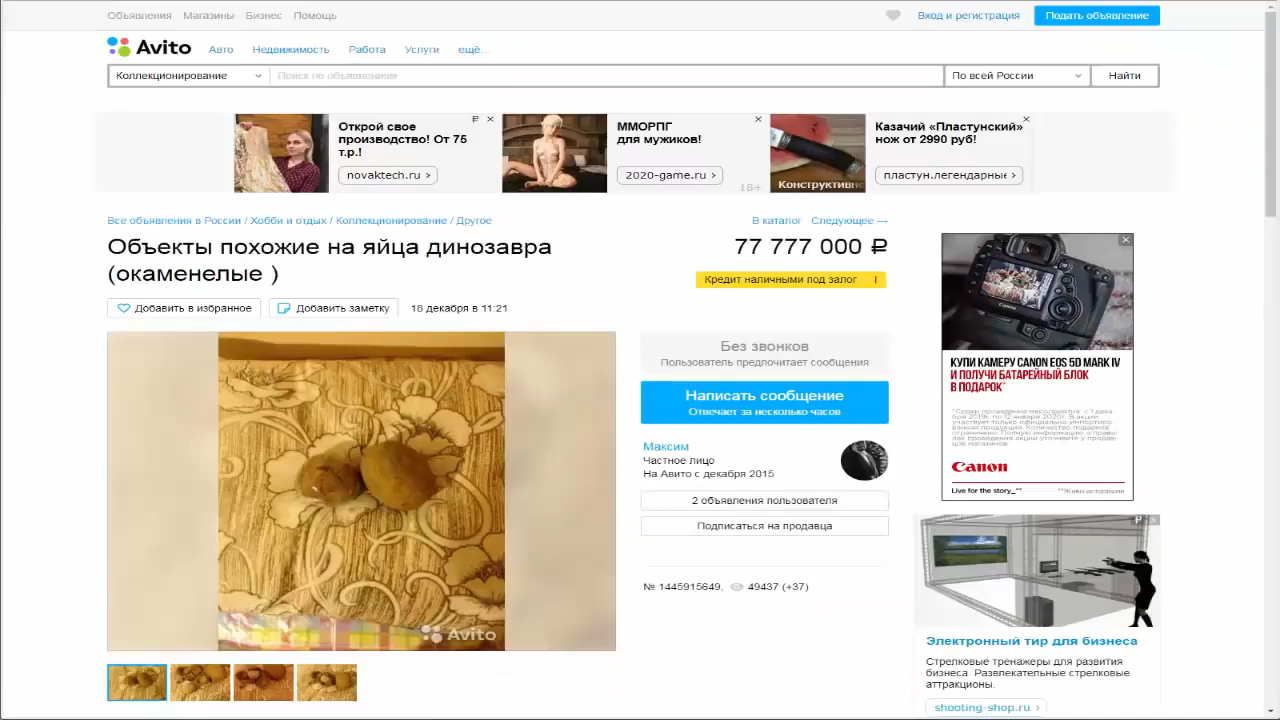 Объявления Магазины Бизнес Помощь
Вход и регистрация
Подать объявление
Avito Авто Недвижимость Работа Услуги ещё...
Коллекционирование Поиск по объявлениям По всей России Найти
Открой свое
производство! От 75
т.р.!
novaktech.ru >
ММОРПГ
для мужиков!
2020-game.ru >
18+
Конструктивн
Казачий «Пластунский»
нож от 2990 руб!
пластун.легендарные >
Все объявления в России / Хобби и отдых / Коллекционирование / Другое
В каталог Следующее →
Объекты похожие на яйца динозавра
(окаменелые )
77 777 000 ₽
Кредит наличными под залог
Добавить в избранное Добавить заметку 18 декабря в 11:21
Avito
Без звонков
Пользователь предпочитает сообщения
Написать сообщение
Отвечает за несколько часов
Максим
Частное лицо
На Авито с декабря 2015
2 объявления пользователя
Подписаться на продавца
№ 1445915649, 49437 (+37)
КУПИ КАМЕРУ CANON EOS 5D MARK IV
И ПОЛУЧИ БАТАРЕЙНЫЙ БЛОК
В ПОДАРОК*
Canon
Live for the story_**
**Живи историями
Электронный тир для бизнеса
Стрелковые тренажеры для развития
бизнеса. Развлекательные стрелковые
аттракционы.
shooting-shop.ru >